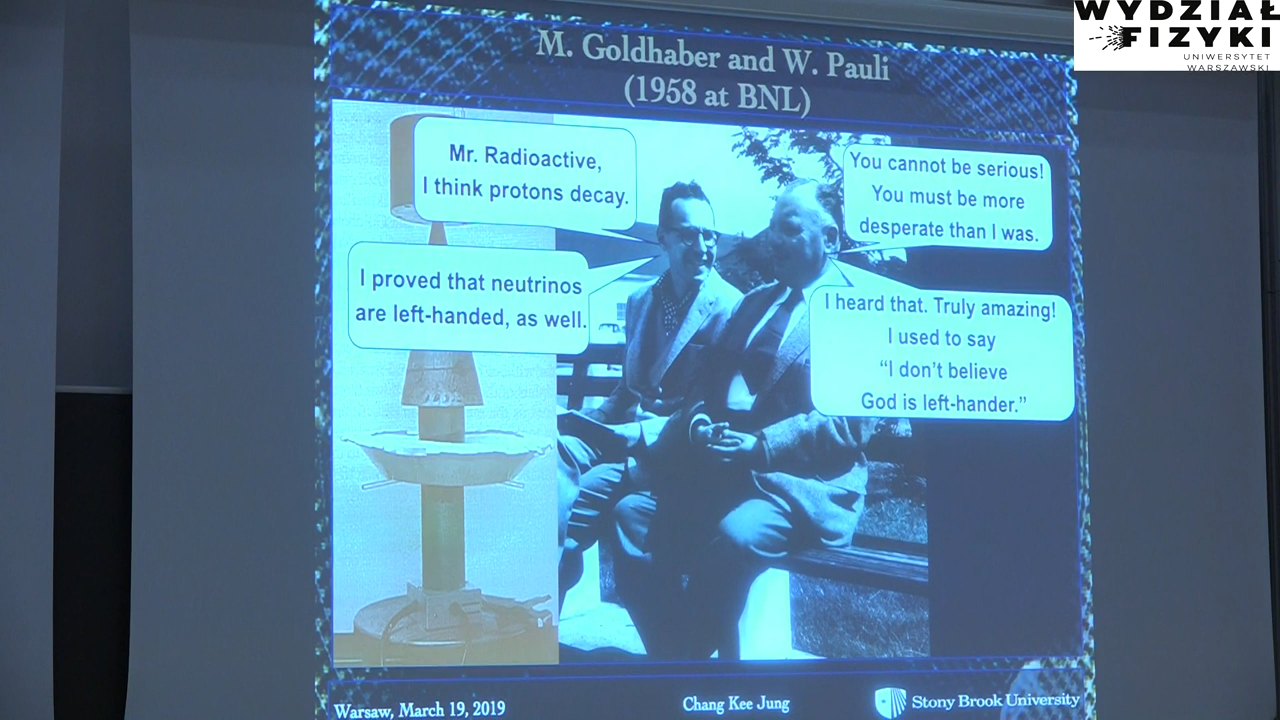 WYDZIAŁ
FIZYKI
UNIWERSYTET
WARSZAWSKI
M. Goldhaber and W. Pauli
(1958 at BNL)
Mr. Radioactive,
I think protons decay.
You cannot be serious!
You must be more
desperate than I was.
I proved that neutrinos
are left-handed, as well.
I heard that. Truly amazing!
I used to say
“I don’t believe
God is left-hander.”
Warsaw, March 19, 2019
Chang Kee Jung
Stony Brook University